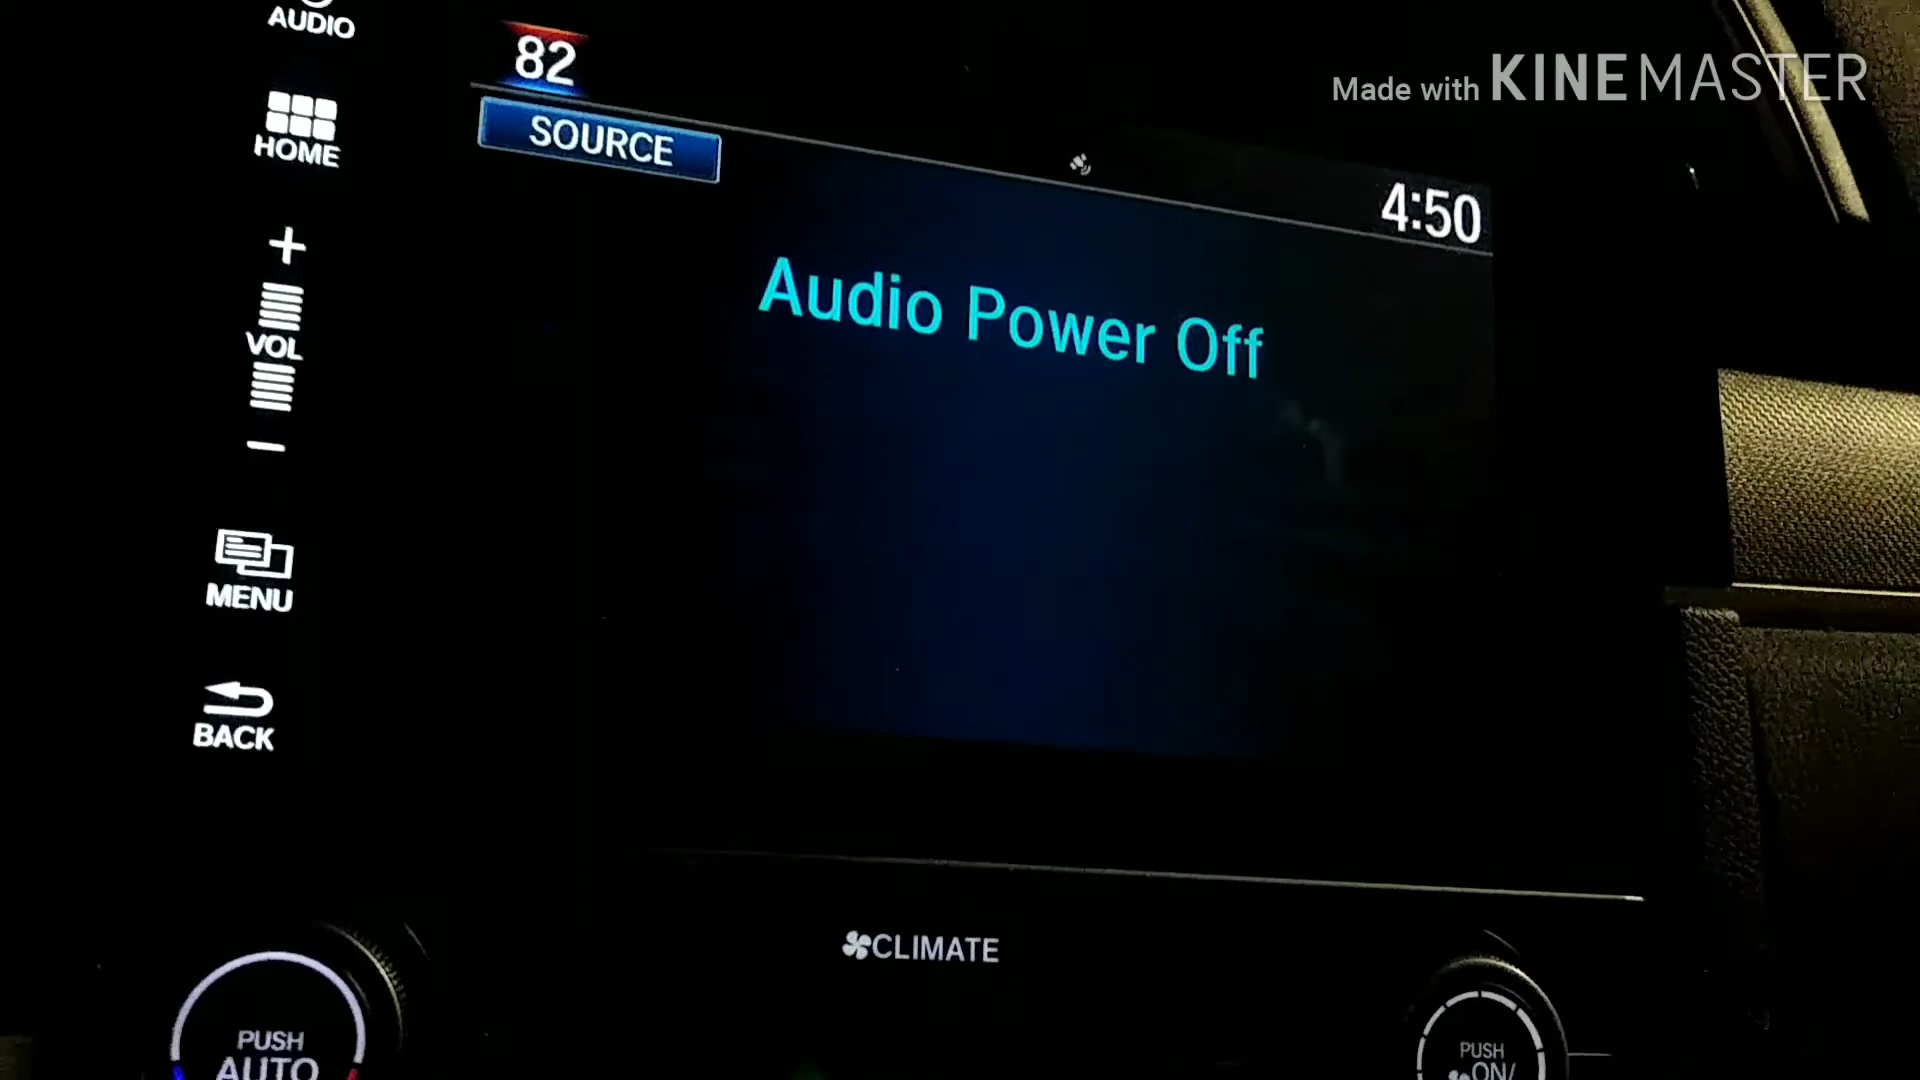 AUDIO
82
Made with KINEMASTER
HOME
SOURCE
4:50
+
VOL
−
Audio Power Off
MENU
BACK
CLIMATE
PUSH
AUTO
PUSH
ON/